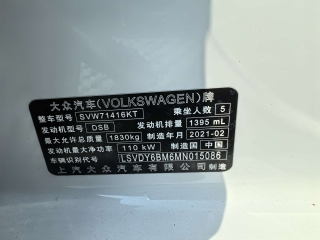 大众汽车(VOLKSWAGEN)牌
整车型号 SVW71416KT 乘坐人数 5
发动机型号 DSB 发动机排量 1395 mL
最大允许总质量 1830kg 制造年月 2021-02
发动机最大净功率 110 kW 制造国 中国
车辆识别代号 LSVDY6BM6MN015086
上汽大众汽车有限公司 制造